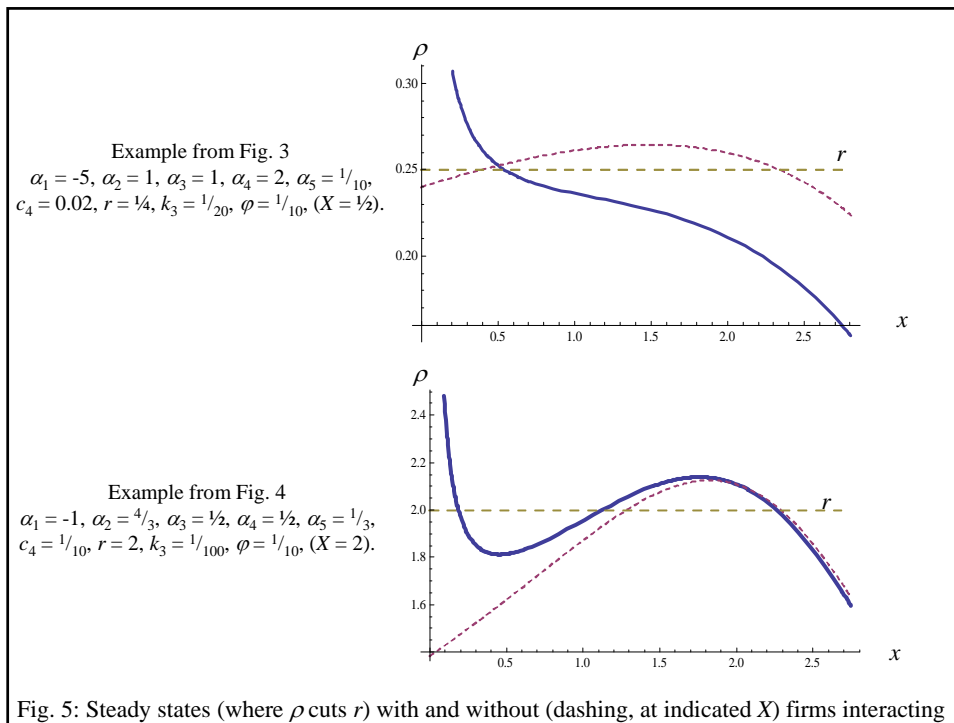 ρ
0.30
0.25
0.20
0.5
1.0
1.5
2.0
2.5
x
r
Example from Fig. 3
α₁ = -5, α₂ = 1, α₃ = 1, α₄ = 2, α₅ = ¹/₁₀,
c₄ = 0.02, r = ¼, k₃ = ¹/₂₀, φ = ¹/₁₀, (X = ½).
ρ
2.4
2.2
2.0
1.8
1.6
0.5
1.0
1.5
2.0
2.5
x
r
Example from Fig. 4
α₁ = -1, α₂ = ⁴/₃, α₃ = ½, α₄ = ½, α₅ = ¹/₃,
c₄ = ¹/₁₀, r = 2, k₃ = ¹/₁₀₀, φ = ¹/₁₀, (X = 2).
Fig. 5: Steady states (where ρ cuts r) with and without (dashing, at indicated X) firms interacting